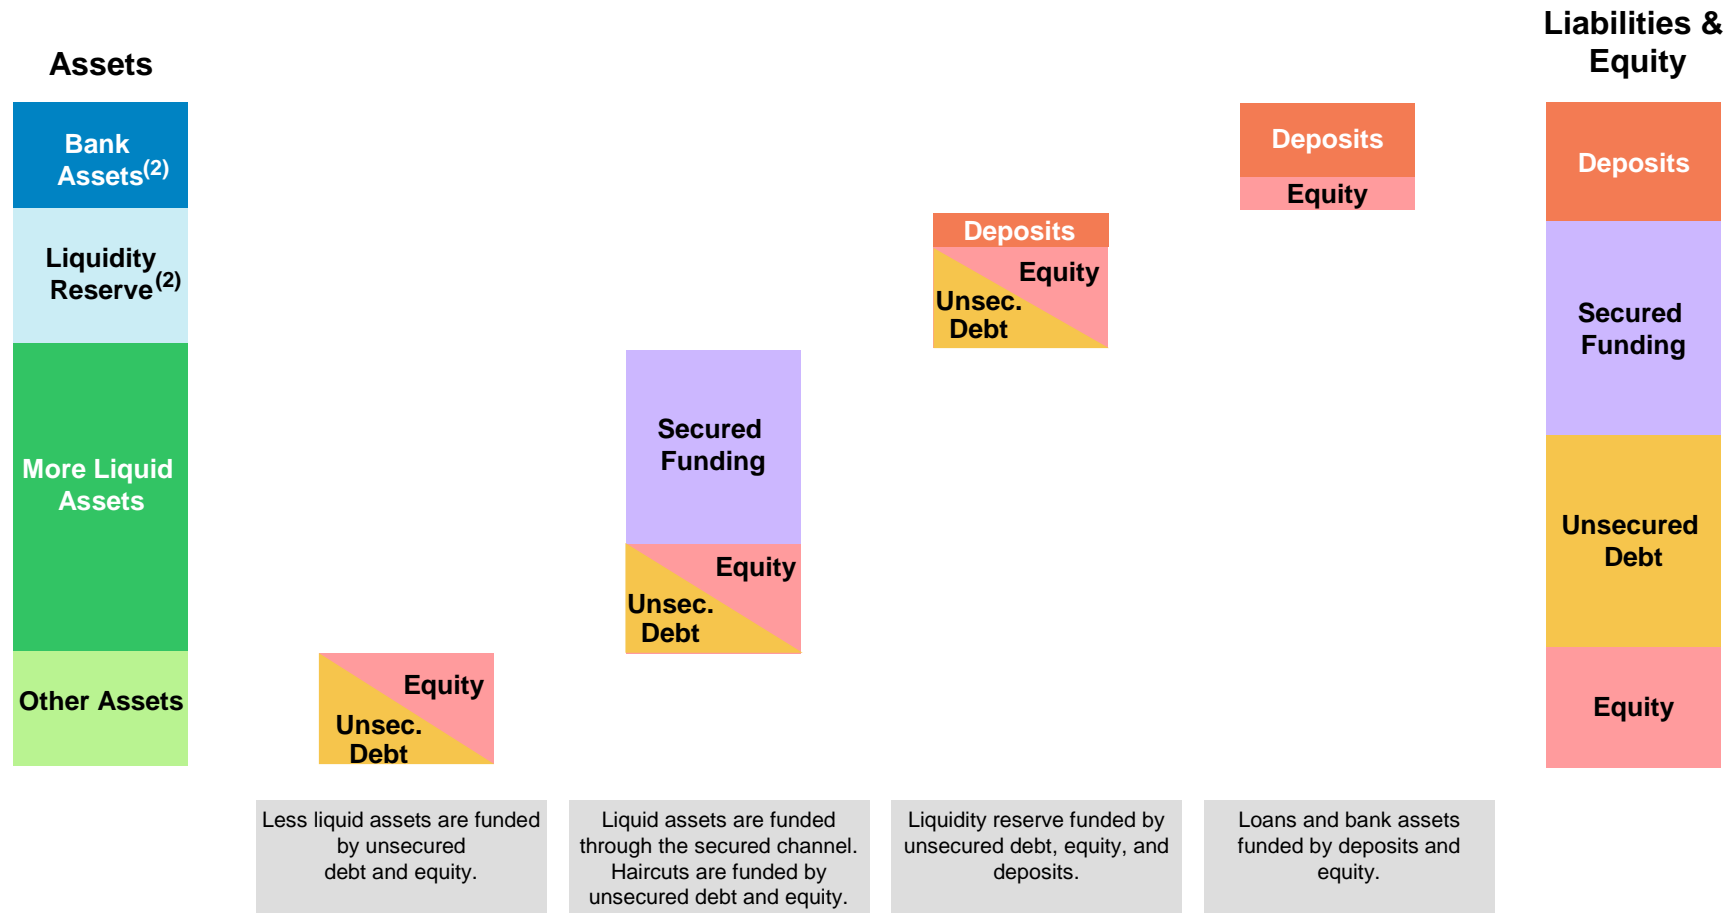 Assets
Liabilities &
Equity
Bank
Assets(2)
Liquidity
Reserve(2)
More Liquid
Assets
Other Assets
Equity
Unsec.
Debt
Secured
Funding
Equity
Unsec.
Debt
Deposits
Equity
Unsec.
Debt
Deposits
Equity
Deposits
Secured
Funding
Unsecured
Debt
Equity
Less liquid assets are funded
by unsecured
debt and equity.
Liquid assets are funded
through the secured channel.
Haircuts are funded by
unsecured debt and equity.
Liquidity reserve funded by
unsecured debt, equity, and
deposits.
Loans and bank assets
funded by deposits and
equity.